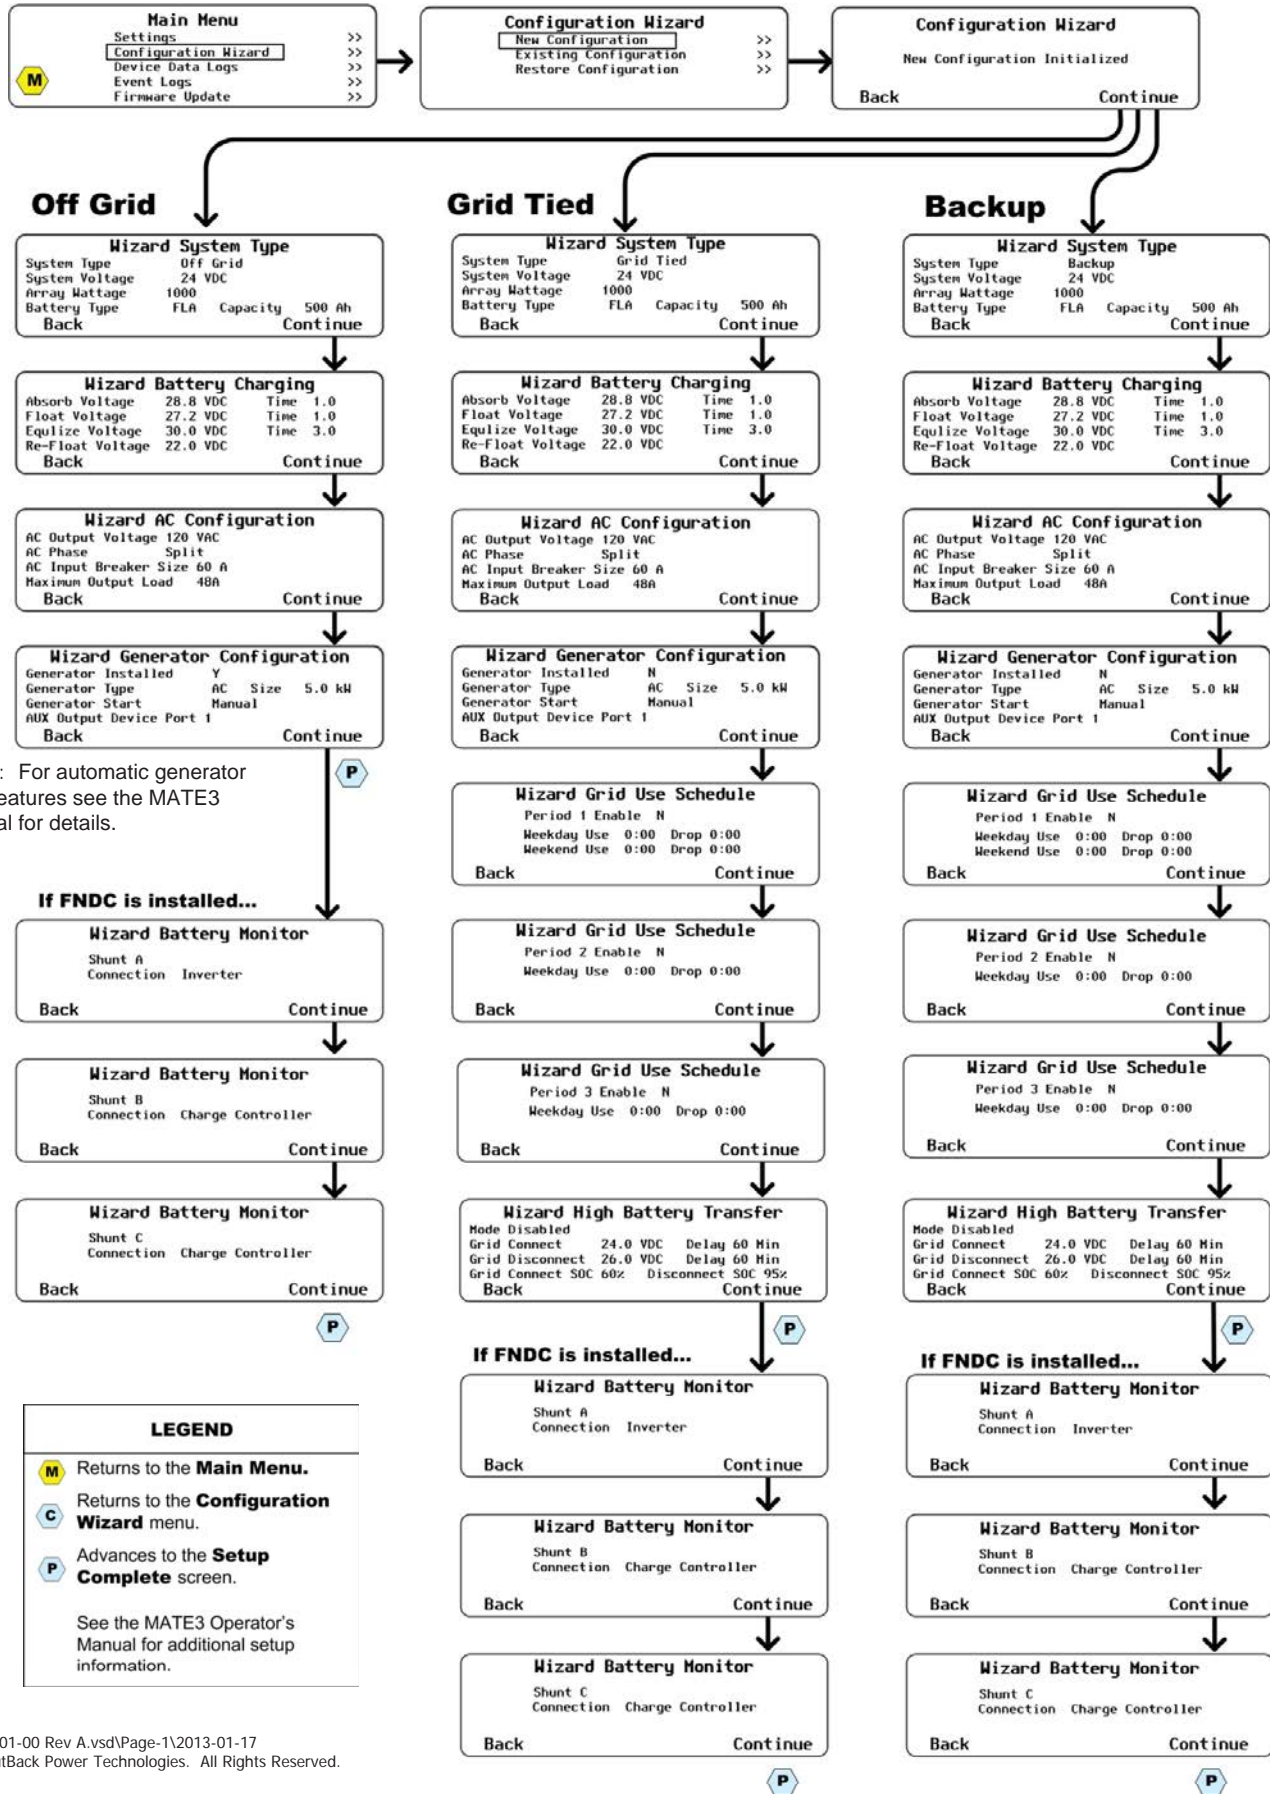 Main Menu
Settings >>
Configuration Wizard >>
Device Data Logs >>
Event Logs >>
Firmware Update >>
M
Configuration Wizard
New Configuration >>
Existing Configuration >>
Restore Configuration >>
Configuration Wizard
New Configuration Initialized
Back Continue
Off Grid
Wizard System Type
System Type Off Grid
System Voltage 24 VDC
Array Wattage 1000
Battery Type FLA Capacity 500 Ah
Back Continue
Wizard Battery Charging
Absorb Voltage 28.8 VDC Time 1.0
Float Voltage 27.2 VDC Time 1.0
Equlize Voltage 30.0 VDC Time 3.0
Re-Float Voltage 22.0 VDC
Back Continue
Wizard AC Configuration
AC Output Voltage 120 VAC
AC Phase Split
AC Input Breaker Size 60 A
Maximum Output Load 48A
Back Continue
Wizard Generator Configuration
Generator Installed Y
Generator Type AC Size 5.0 kW
Generator Start Manual
AUX Output Device Port 1
Back Continue
P
: For automatic generator
eatures see the MATE3
al for details.
If FNDC is installed...
Wizard Battery Monitor
Shunt A
Connection Inverter
Back Continue
Wizard Battery Monitor
Shunt B
Connection Charge Controller
Back Continue
Wizard Battery Monitor
Shunt C
Connection Charge Controller
Back Continue
P
Grid Tied
Wizard System Type
System Type Grid Tied
System Voltage 24 VDC
Array Wattage 1000
Battery Type FLA Capacity 500 Ah
Back Continue
Wizard Battery Charging
Absorb Voltage 28.8 VDC Time 1.0
Float Voltage 27.2 VDC Time 1.0
Equlize Voltage 30.0 VDC Time 3.0
Re-Float Voltage 22.0 VDC
Back Continue
Wizard AC Configuration
AC Output Voltage 120 VAC
AC Phase Split
AC Input Breaker Size 60 A
Maximum Output Load 48A
Back Continue
Wizard Generator Configuration
Generator Installed N
Generator Type AC Size 5.0 kW
Generator Start Manual
AUX Output Device Port 1
Back Continue
Wizard Grid Use Schedule
Period 1 Enable N
Weekday Use 0:00 Drop 0:00
Weekend Use 0:00 Drop 0:00
Back Continue
Wizard Grid Use Schedule
Period 2 Enable N
Weekday Use 0:00 Drop 0:00
Back Continue
Wizard Grid Use Schedule
Period 3 Enable N
Weekday Use 0:00 Drop 0:00
Back Continue
Wizard High Battery Transfer
Mode Disabled
Grid Connect 24.0 VDC Delay 60 Min
Grid Disconnect 26.0 VDC Delay 60 Min
Grid Connect SOC 60% Disconnect SOC 95%
Back Continue
P
If FNDC is installed...
Wizard Battery Monitor
Shunt A
Connection Inverter
Back Continue
Wizard Battery Monitor
Shunt B
Connection Charge Controller
Back Continue
Wizard Battery Monitor
Shunt C
Connection Charge Controller
Back Continue
P
Backup
Wizard System Type
System Type Backup
System Voltage 24 VDC
Array Wattage 1000
Battery Type FLA Capacity 500 Ah
Back Continue
Wizard Battery Charging
Absorb Voltage 28.8 VDC Time 1.0
Float Voltage 27.2 VDC Time 1.0
Equlize Voltage 30.0 VDC Time 3.0
Re-Float Voltage 22.0 VDC
Back Continue
Wizard AC Configuration
AC Output Voltage 120 VAC
AC Phase Split
AC Input Breaker Size 60 A
Maximum Output Load 48A
Back Continue
Wizard Generator Configuration
Generator Installed N
Generator Type AC Size 5.0 kW
Generator Start Manual
AUX Output Device Port 1
Back Continue
Wizard Grid Use Schedule
Period 1 Enable N
Weekday Use 0:00 Drop 0:00
Weekend Use 0:00 Drop 0:00
Back Continue
Wizard Grid Use Schedule
Period 2 Enable N
Weekday Use 0:00 Drop 0:00
Back Continue
Wizard Grid Use Schedule
Period 3 Enable N
Weekday Use 0:00 Drop 0:00
Back Continue
Wizard High Battery Transfer
Mode Disabled
Grid Connect 24.0 VDC Delay 60 Min
Grid Disconnect 26.0 VDC Delay 60 Min
Grid Connect SOC 60% Disconnect SOC 95%
Back Continue
P
If FNDC is installed...
Wizard Battery Monitor
Shunt A
Connection Inverter
Back Continue
Wizard Battery Monitor
Shunt B
Connection Charge Controller
Back Continue
Wizard Battery Monitor
Shunt C
Connection Charge Controller
Back Continue
P
LEGEND
M Returns to the Main Menu.
C Returns to the Configuration
Wizard menu.
P Advances to the Setup
Complete screen.
See the MATE3 Operator's
Manual for additional setup
information.
01-00 Rev A.vsd\Page-1\2013-01-17
tBack Power Technologies. All Rights Reserved.